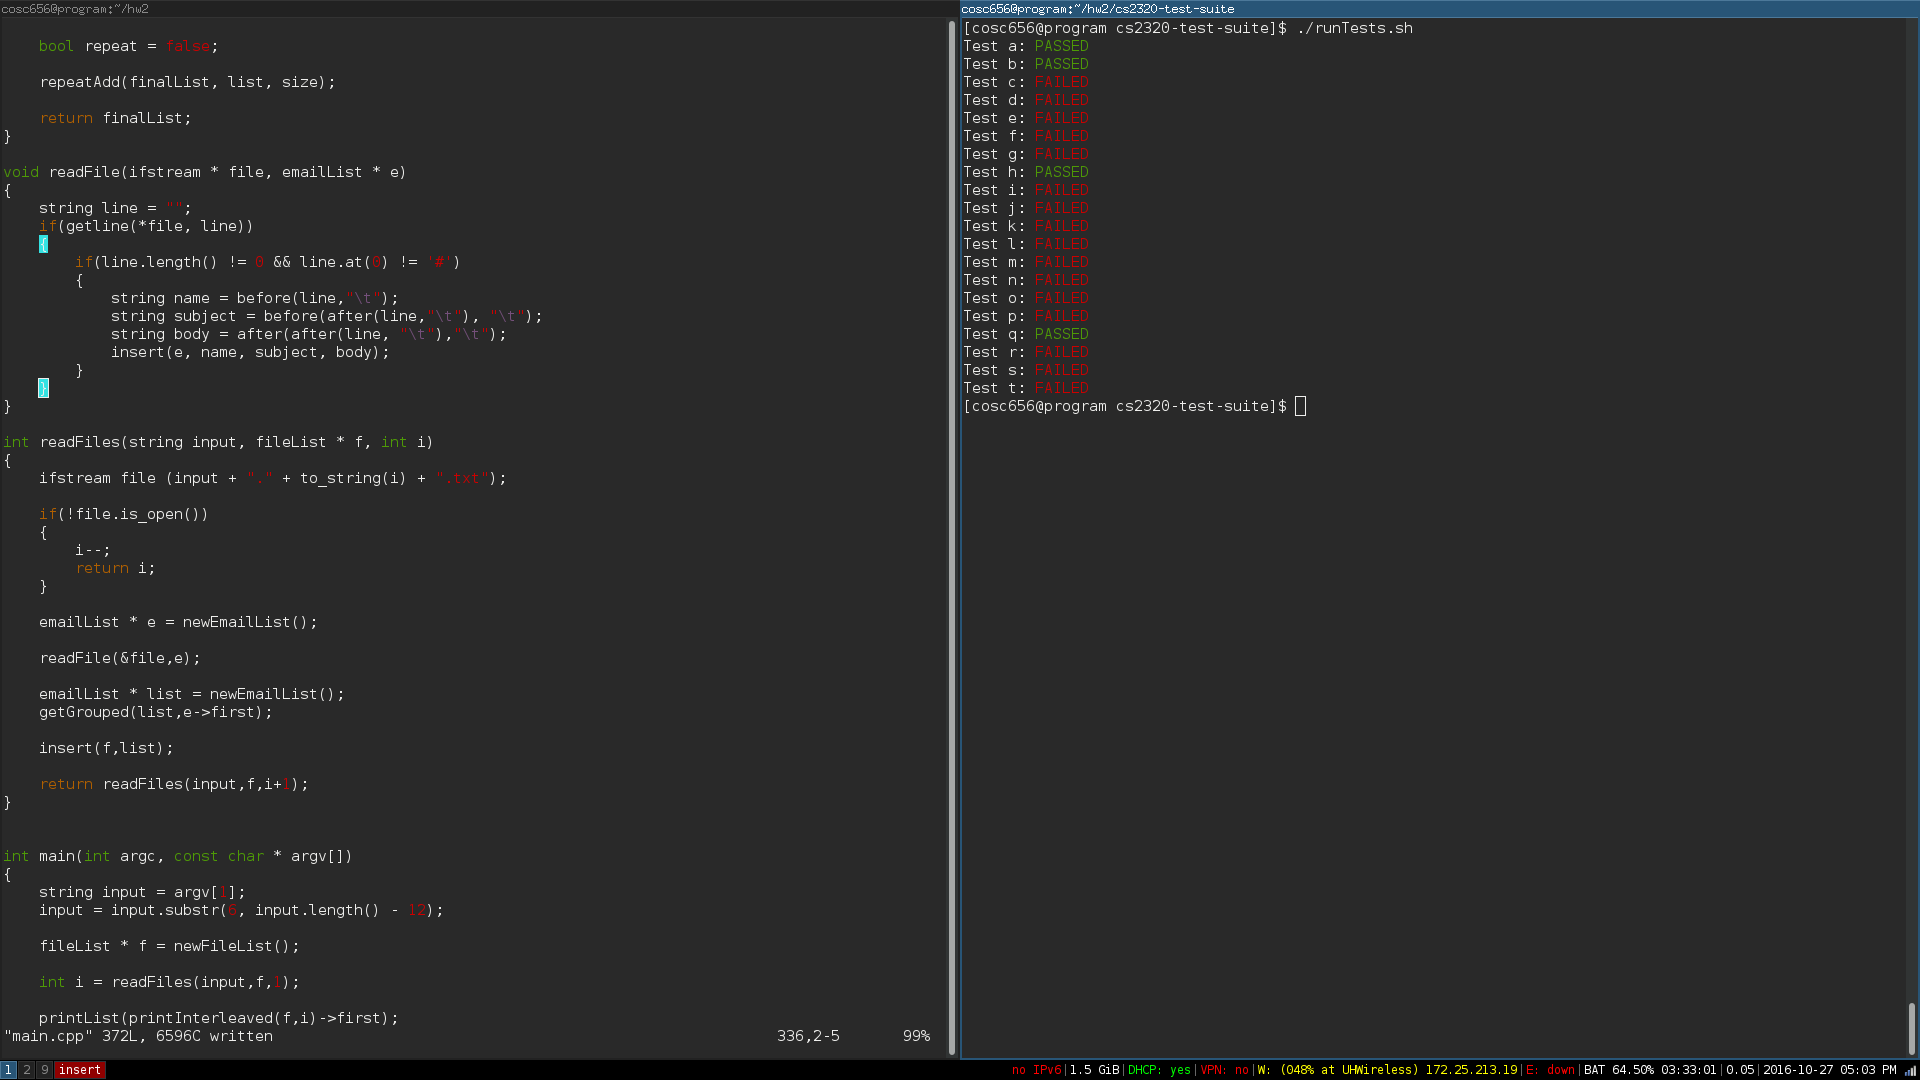 cosc656@program:~/hw2
bool repeat = false;
repeatAdd(finalList, list, size);
return finalList;
}
void readFile(ifstream * file, emailList * e)
{
string line = "";
if(getline(*file, line))
{
if(line.length() != 0 && line.at(0) != '#')
{
string name = before(line,"\t");
string subject = before(after(line,"\t"), "\t");
string body = after(after(line, "\t"),"\t");
insert(e, name, subject, body);
}
}
}
int readFiles(string input, fileList * f, int i)
{
ifstream file (input + "." + to_string(i) + ".txt");
if(!file.is_open())
{
i--;
return i;
}
emailList * e = newEmailList();
readFile(&file,e);
emailList * list = newEmailList();
getGrouped(list,e->first);
insert(f,list);
return readFiles(input,f,i+1);
}
int main(int argc, const char * argv[])
{
string input = argv[1];
input = input.substr(6, input.length() - 12);
fileList * f = newFileList();
int i = readFiles(input,f,1);
printList(printInterleaved(f,i)->first);
"main.cpp" 372L, 6596C written 336,2-5 99%
cosc656@program:~/hw2/cs2320-test-suite
[cosc656@program cs2320-test-suite]$ ./runTests.sh
Test a: PASSED
Test b: PASSED
Test c: FAILED
Test d: FAILED
Test e: FAILED
Test f: FAILED
Test g: FAILED
Test h: PASSED
Test i: FAILED
Test j: FAILED
Test k: FAILED
Test l: FAILED
Test m: FAILED
Test n: FAILED
Test o: FAILED
Test p: FAILED
Test q: PASSED
Test r: FAILED
Test s: FAILED
Test t: FAILED
[cosc656@program cs2320-test-suite]$
1 2 9 insert no IPv6|1.5 GiB|DHCP: yes|VPN: no|W: (048% at UHWireless) 172.25.213.19|E: down|BAT 64.50% 03:33:01|0.05|2016-10-27 05:03 PM